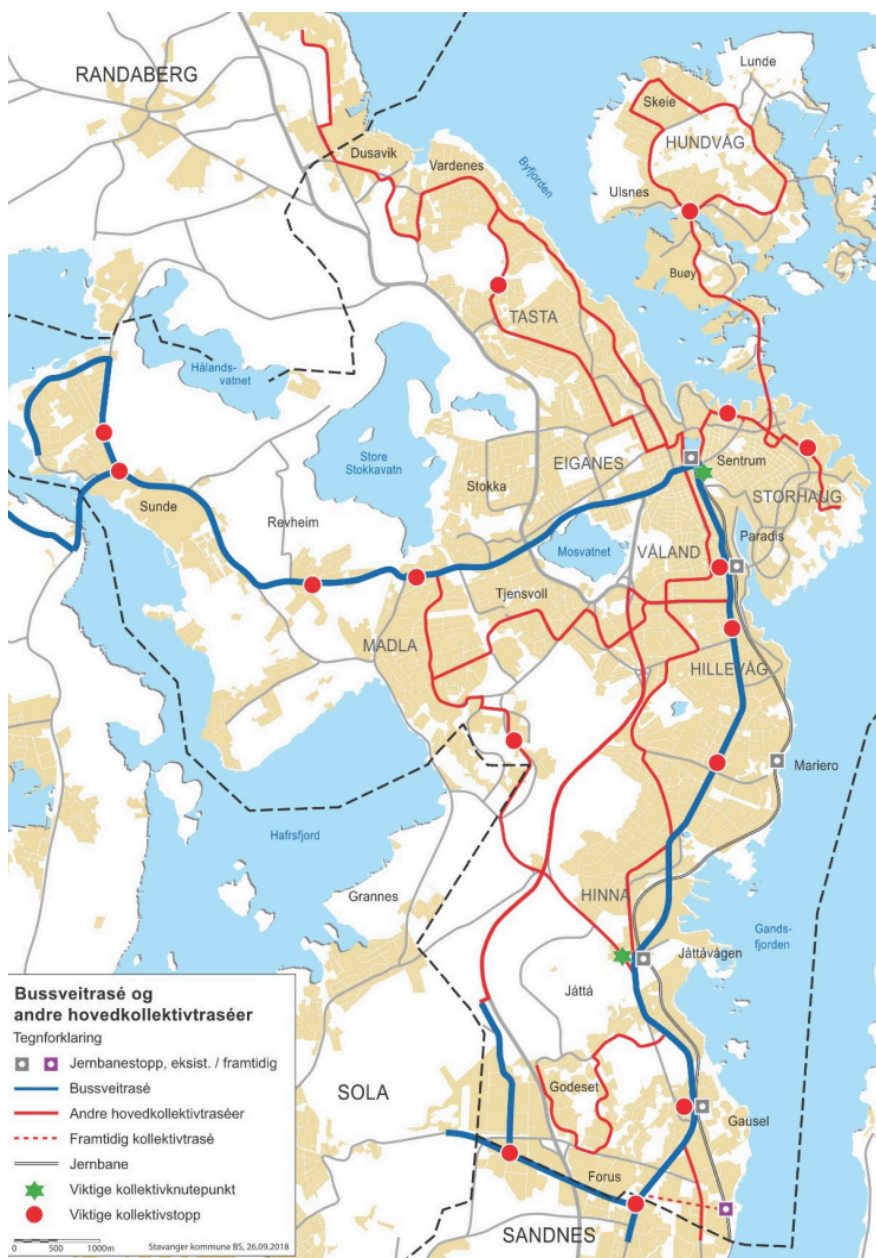 RANDABERG
Lunde
Skeie
HUNDVÅG
Dusavik
Vardenes
Byfjorden
Ulsnes
Buøy
TASTA
Hålands-
vatnet
Store
Stokkavatn
EIGANES
Sentrum
Stokka
STORHAUG
Sunde
Revheim
Mosvatnet
VÅLAND
Paradis
Tjensvoll
MADLA
HILLEVÅG
Mariero
Hafrsfjord
Grannes
HINNA
Gands-
fjorden
Jåttåvågen
Jåttå
Godeset
SOLA
Gausel
Forus
SANDNES
Bussveitrasé og
andre hovedkollektivtraséer
Tegnforklaring
Jernbanestopp, eksist. / framtidig
Bussveitrasé
Andre hovedkollektivtraséer
Framtidig kollektivtrasé
Jernbane
Viktige kollektivknutepunkt
Viktige kollektivstopp
0 500 1000m
Stavanger kommune BS, 26.09.2018